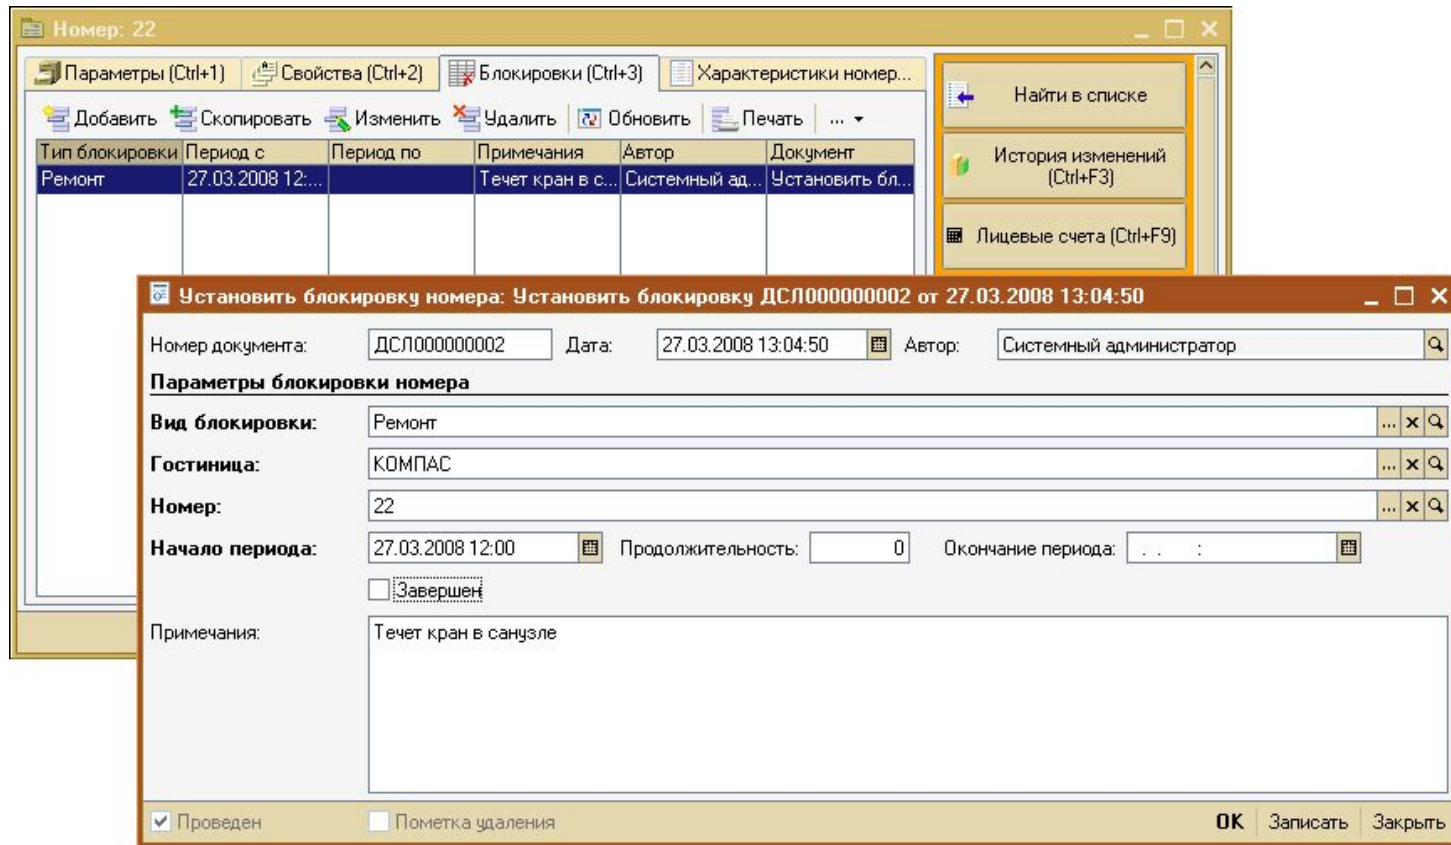 Номер: 22
Параметры (Ctrl+1) Свойства (Ctrl+2) Блокировки (Ctrl+3) Характеристики номер...
Добавить Скопировать Изменить Удалить Обновить Печать ...
Тип блокировки Период с Период по Примечания Автор Документ
Ремонт 27.03.2008 12:... Течет кран в с... Системный ад... Установить бл...
Найти в списке
История изменений
(Ctrl+F3)
Лицевые счета (Ctrl+F9)
Установить блокировку номера: Установить блокировку ДСЛ000000002 от 27.03.2008 13:04:50
Номер документа: ДСЛ000000002 Дата: 27.03.2008 13:04:50 Автор: Системный администратор
Параметры блокировки номера
Вид блокировки: Ремонт ...
Гостиница: КОМПАС ...
Номер: 22 ...
Начало периода: 27.03.2008 12:00 Продолжительность: 0 Окончание периода: . . :
Завершен
Примечания: Течет кран в санузле
Проведен Пометка удаления OK Записать Закрыть